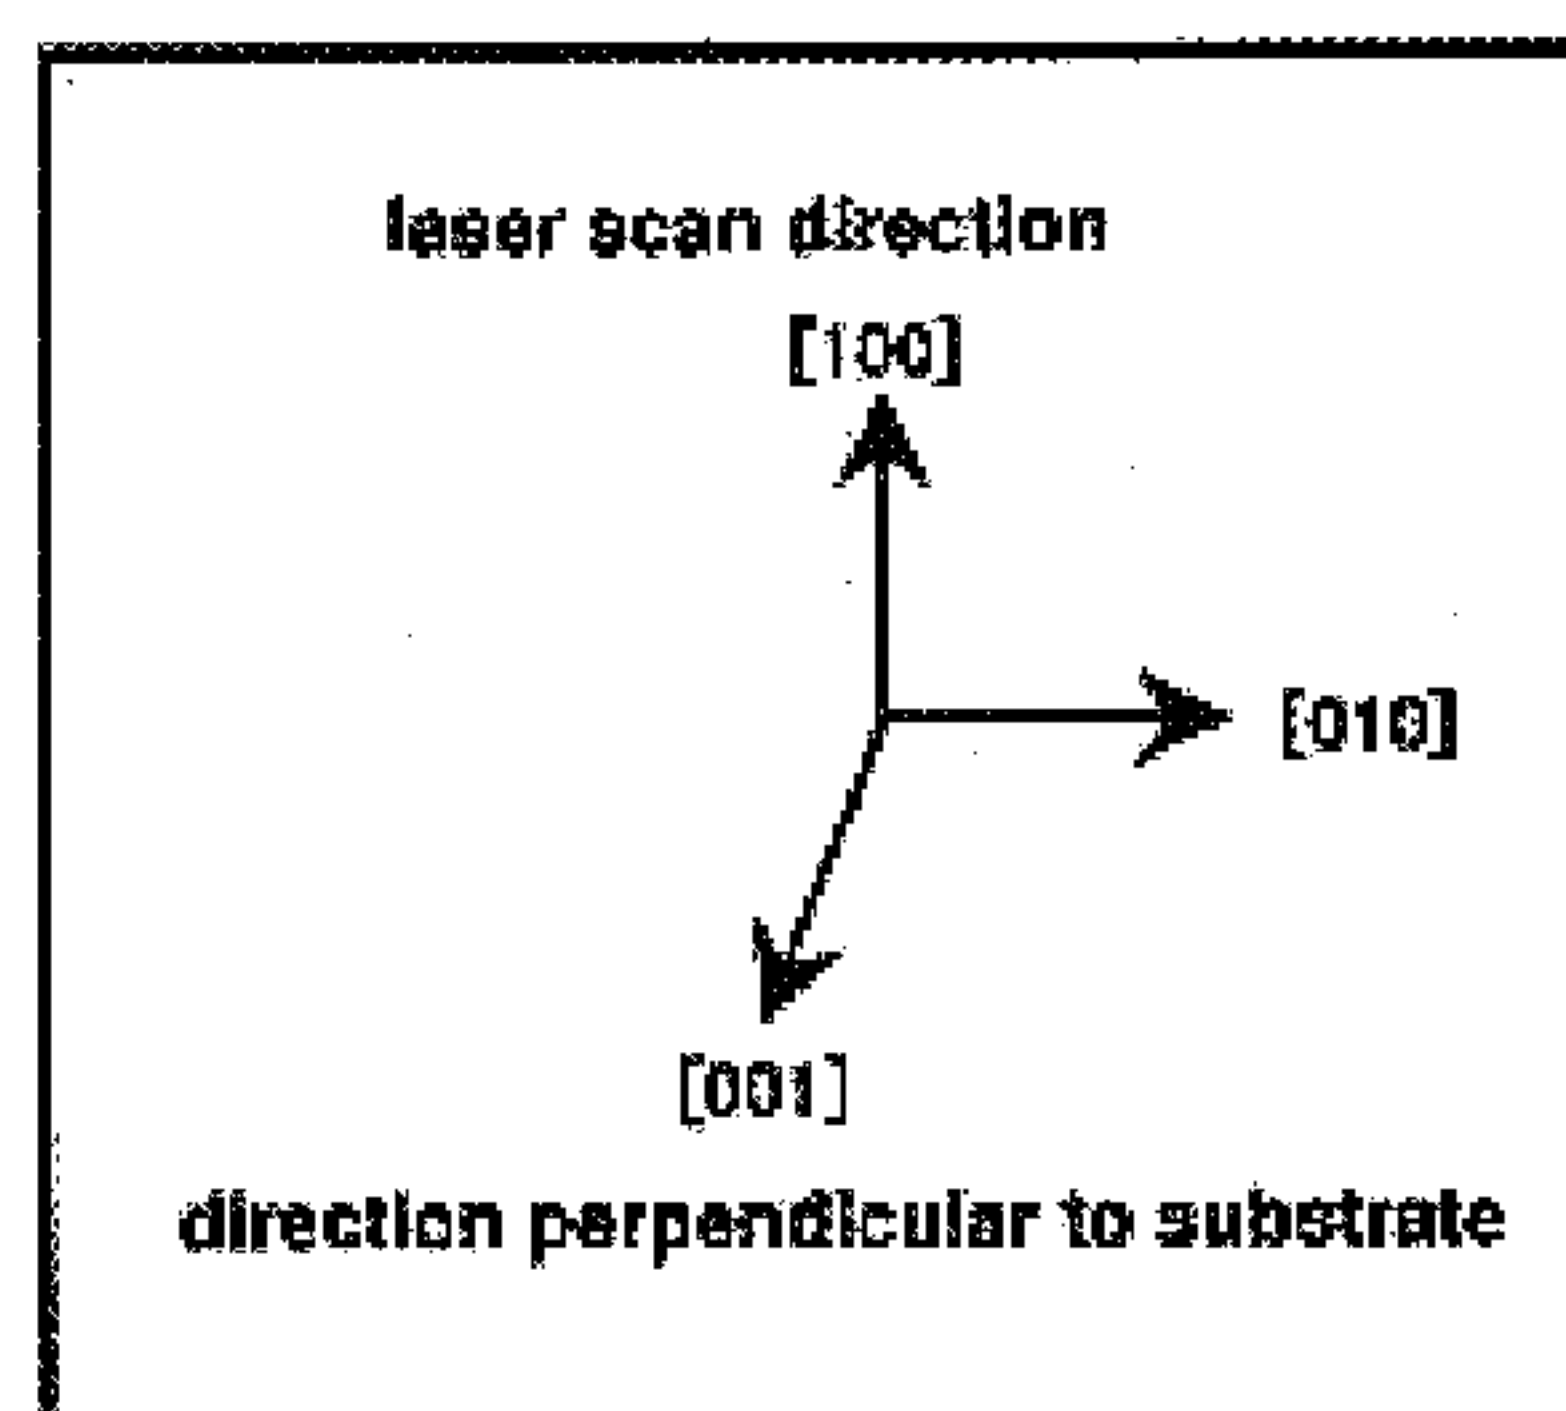 laser scan direction
[100]
[010]
[001]
direction perpendicular to substrate